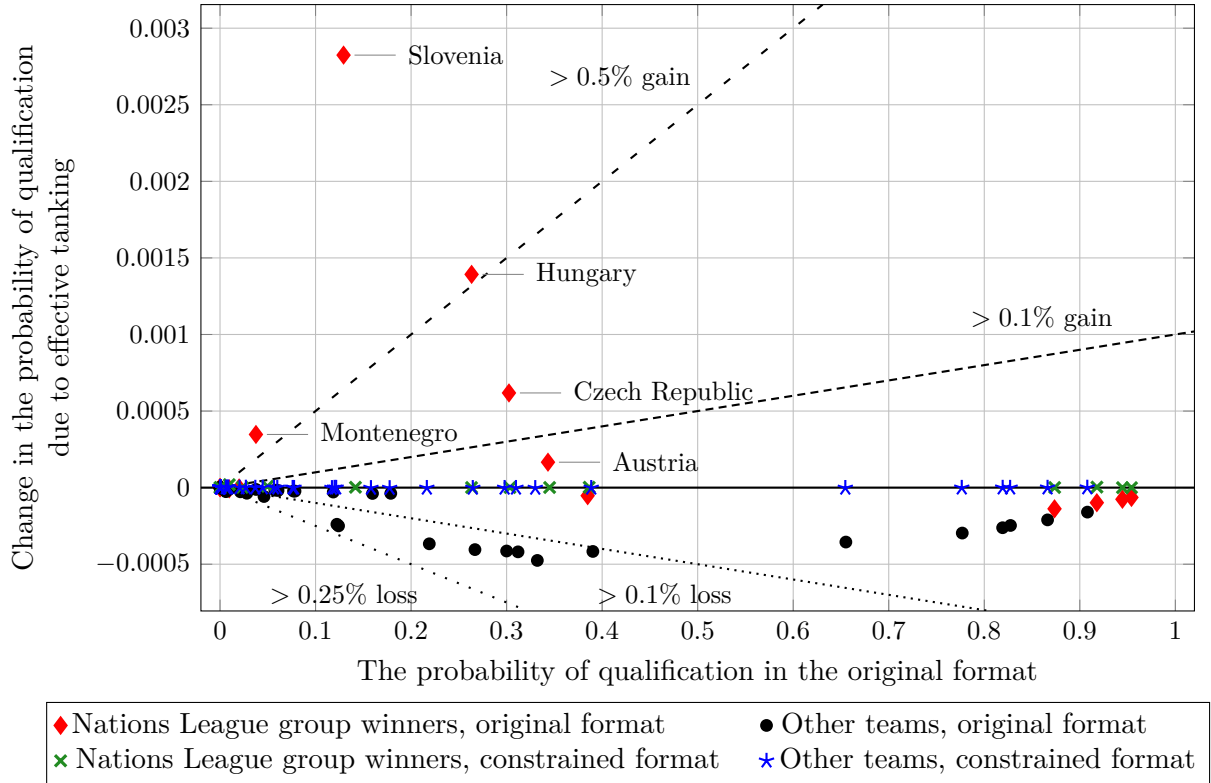 Change in the probability of qualification
due to effective tanking
0.003
0.0025
0.002
0.0015
0.001
0.0005
0
−0.0005
Slovenia
> 0.5% gain
Hungary
> 0.1% gain
Czech Republic
Montenegro
Austria
> 0.25% loss
> 0.1% loss
0 0.1 0.2 0.3 0.4 0.5 0.6 0.7 0.8 0.9 1
The probability of qualification in the original format
Nations League group winners, original format
Other teams, original format
Nations League group winners, constrained format
Other teams, constrained format